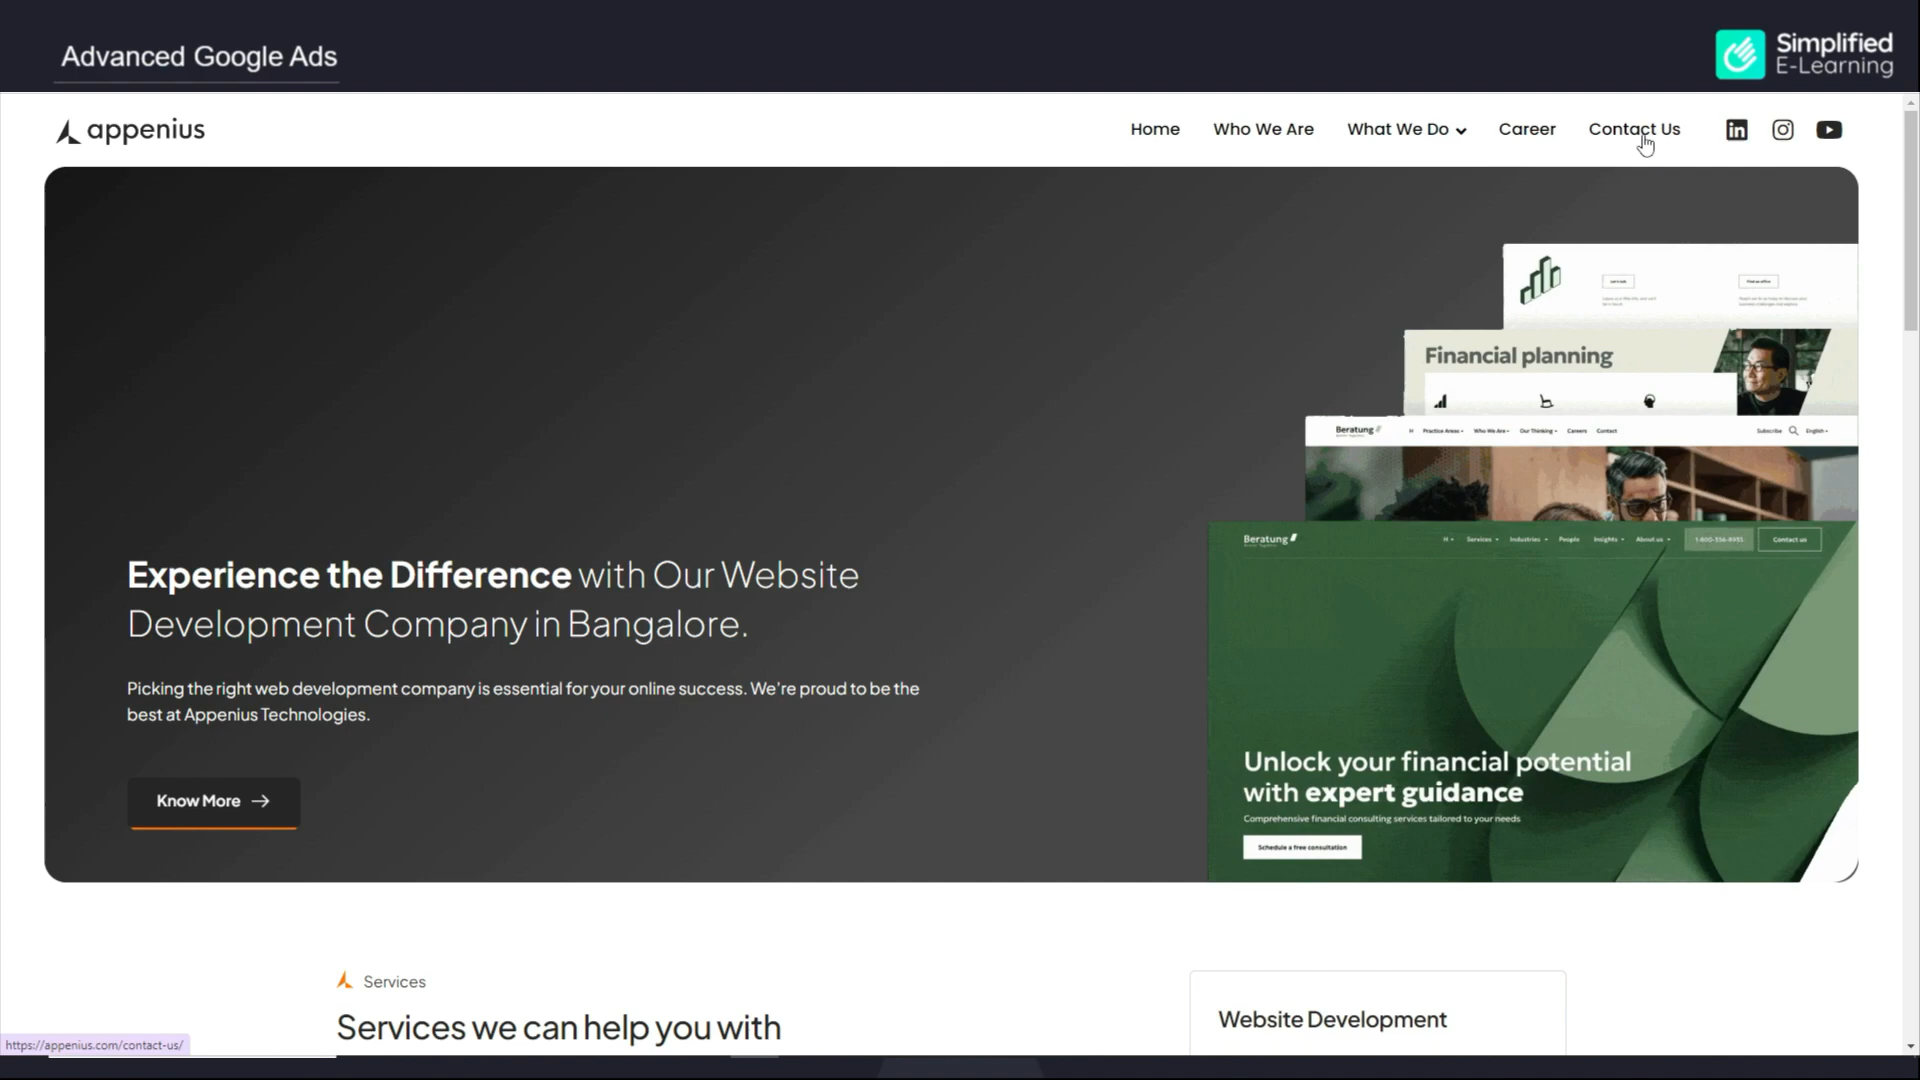 Advanced Google Ads
Simplified
E-Learning
appenius
Home
Who We Are
What We Do
Career
Contact Us
Financial planning
Beratung
Practice Areas
Who We Are
Our Thinking
Careers
Contact
Subscribe
English
Beratung
Services
Industries
People
Insights
About us
Contact us
Experience the Difference with Our Website
Development Company in Bangalore.
Picking the right web development company is essential for your online success. We're proud to be the
best at Appenius Technologies.
Know More
Unlock your financial potential
with expert guidance
Comprehensive financial consulting services tailored to your needs
Schedule a free consultation
Services
Services we can help you with
Website Development
https://appenius.com/contact-us/